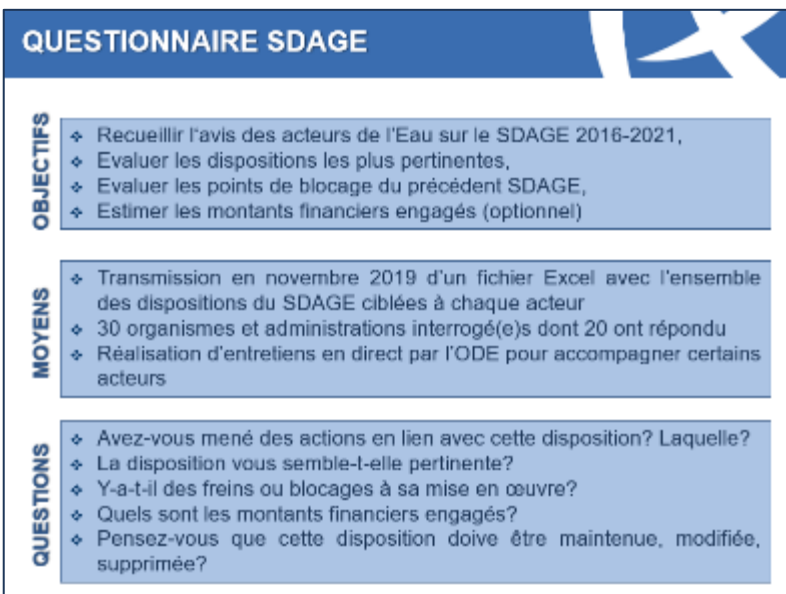 QUESTIONNAIRE SDAGE
OBJECTIFS
❖ Recueillir l'avis des acteurs de l'Eau sur le SDAGE 2016-2021,
❖ Evaluer les dispositions les plus pertinentes,
❖ Evaluer les points de blocage du précédent SDAGE,
❖ Estimer les montants financiers engagés (optionnel)
MOYENS
❖ Transmission en novembre 2019 d'un fichier Excel avec l'ensemble
des dispositions du SDAGE ciblées à chaque acteur
❖ 30 organismes et administrations interrogé(e)s dont 20 ont répondu
❖ Réalisation d'entretiens en direct par l'ODE pour accompagner certains
acteurs
QUESTIONS
❖ Avez-vous mené des actions en lien avec cette disposition? Laquelle?
❖ La disposition vous semble-t-elle pertinente?
❖ Y-a-t-il des freins ou blocages à sa mise en œuvre?
❖ Quels sont les montants financiers engagés?
❖ Pensez-vous que cette disposition doive être maintenue, modifiée,
supprimée?